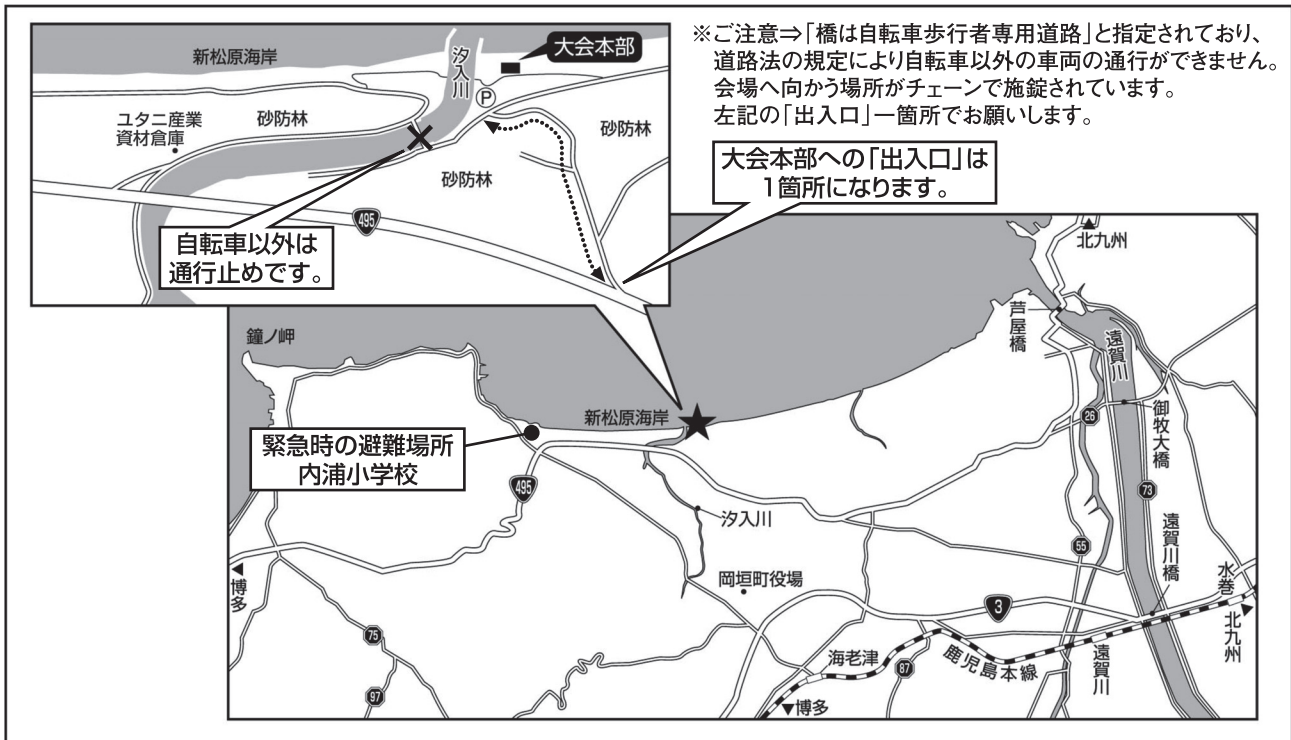 ※ご注意⇒「橋は自転車歩行者専用道路」と指定されており、
道路法の規定により自転車以外の車両の通行ができません。
会場へ向かう場所がチェーンで施錠されています。
左記の「出入口」一箇所でお願いします。
新松原海岸
汐入川
大会本部
P
ユタニ産業
資材倉庫
砂防林
砂防林
砂防林
495
自転車以外は
通行止めです。
大会本部への「出入口」は
1箇所になります。
北九州
鐘ノ岬
芦屋橋
遠賀川
新松原海岸
26
御牧大橋
緊急時の避難場所
内浦小学校
495
73
汐入川
55
遠賀川橋
博多
岡垣町役場
水巻
3
北九州
75
海老津
鹿児島本線
遠賀川
87
97
博多